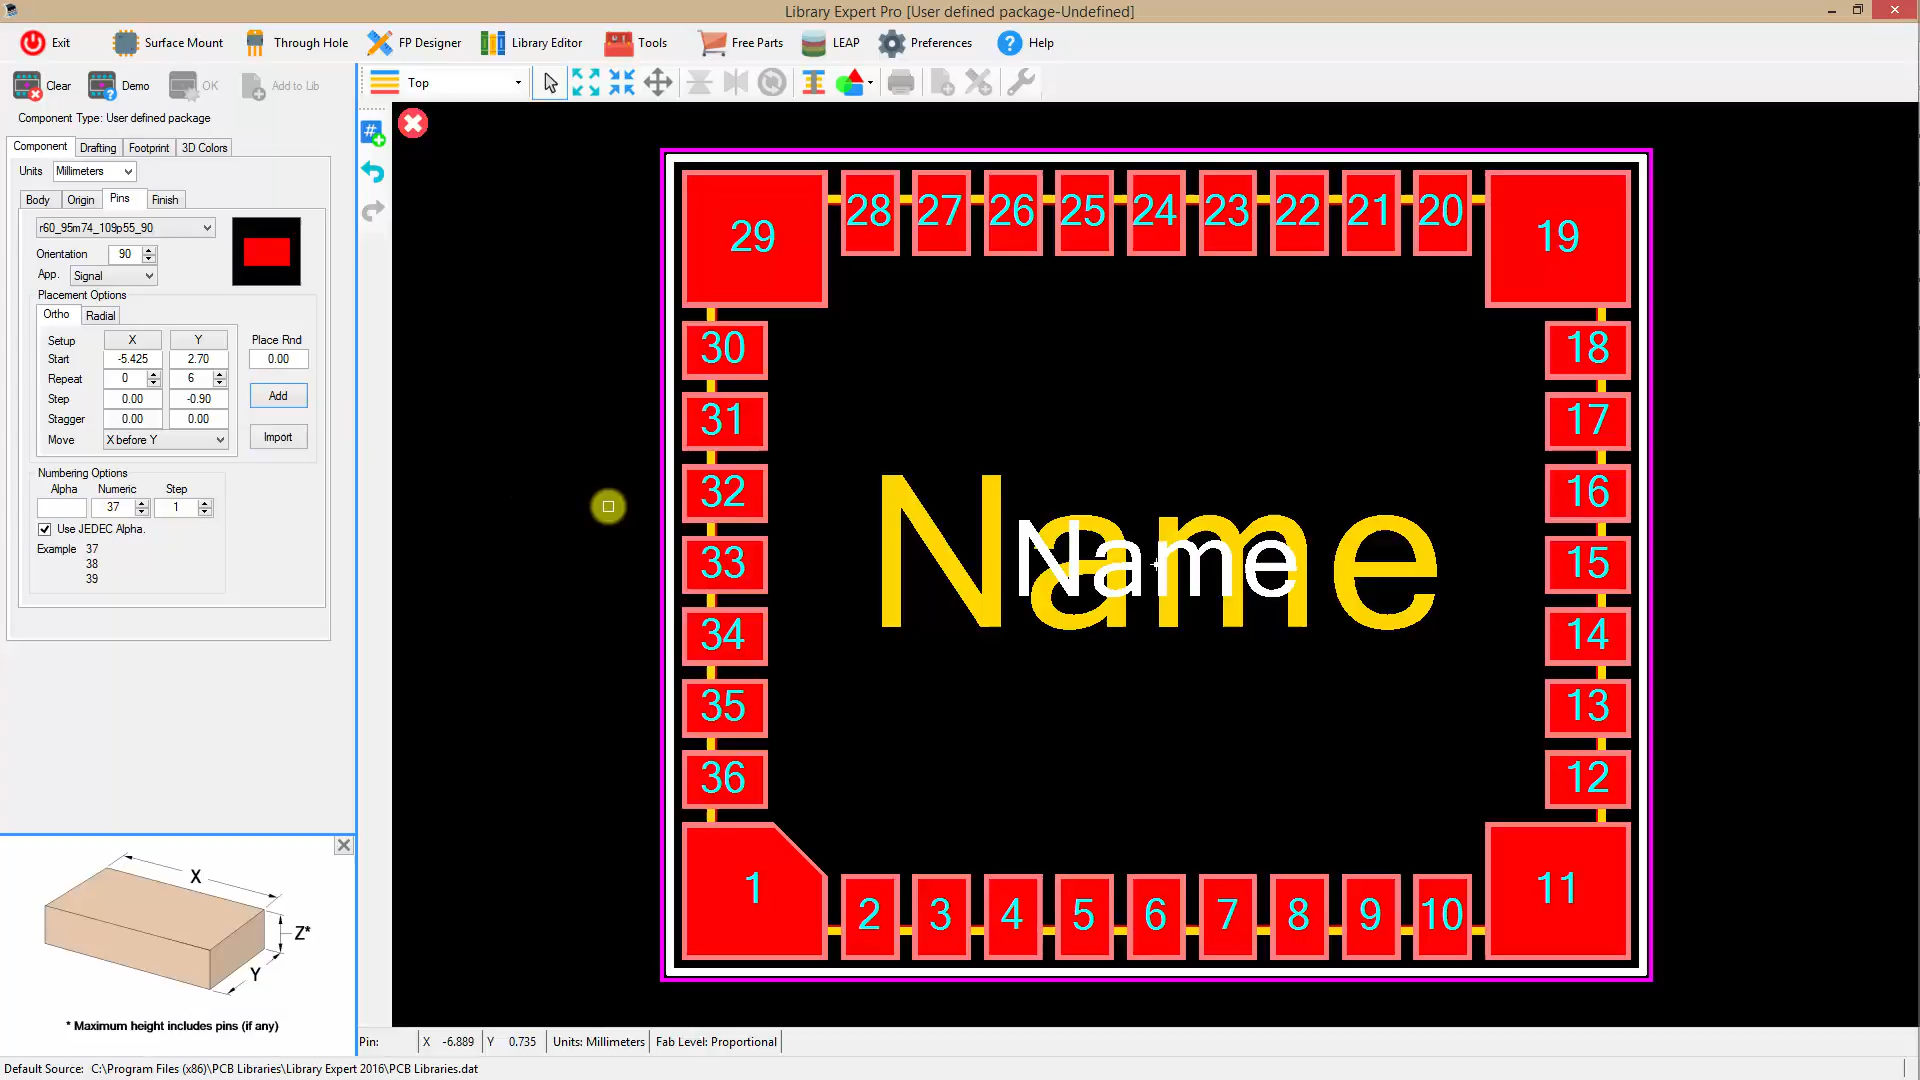 Library Expert Pro [User defined package-Undefined]
Exit Surface Mount Through Hole FP Designer Library Editor Tools Free Parts LEAP Preferences Help
Clear Demo OK Add to Lib Top
Component Type: User defined package
Component Drafting Footprint 3D Colors
Units Millimeters
Body Origin Pins Finish
r60_95m74_109p55_90
Orientation 90
App. Signal
Placement Options
Ortho Radial
Setup X Y Place Rnd
Start -5.425 2.70 0.00
Repeat 0 6
Step 0.00 -0.90 Add
Stagger 0.00 0.00
Move X before Y Import
Numbering Options
Alpha Numeric Step
37 1
Use JEDEC Alpha.
Example 37
38
39
29 28 27 26 25 24 23 22 21 20 19
30 18
31 17
32 16
33 15
34 14
35 13
36 12
1 2 3 4 5 6 7 8 9 10 11
Name
Name
X
Z*
Y
* Maximum height includes pins (if any)
Pin: X -6.889 Y 0.735 Units: Millimeters Fab Level: Proportional
Default Source: C:\Program Files (x86)\PCB Libraries\Library Expert 2016\PCB Libraries.dat